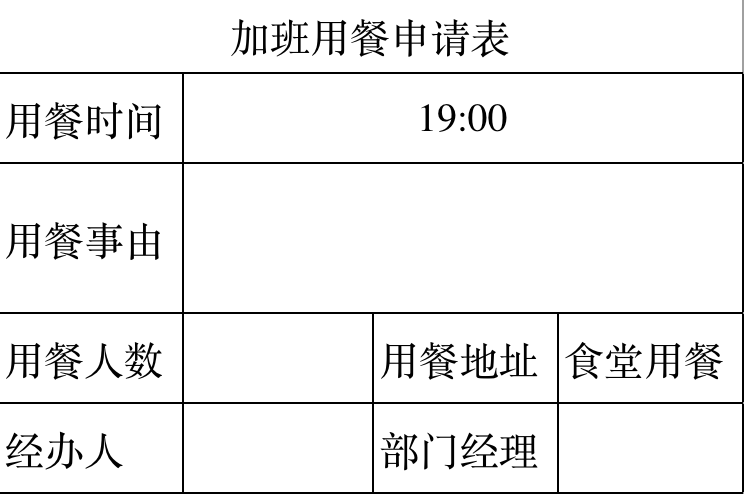 加班用餐申请表
用餐时间 19:00
用餐事由
用餐人数 用餐地址 食堂用餐
经办人 部门经理